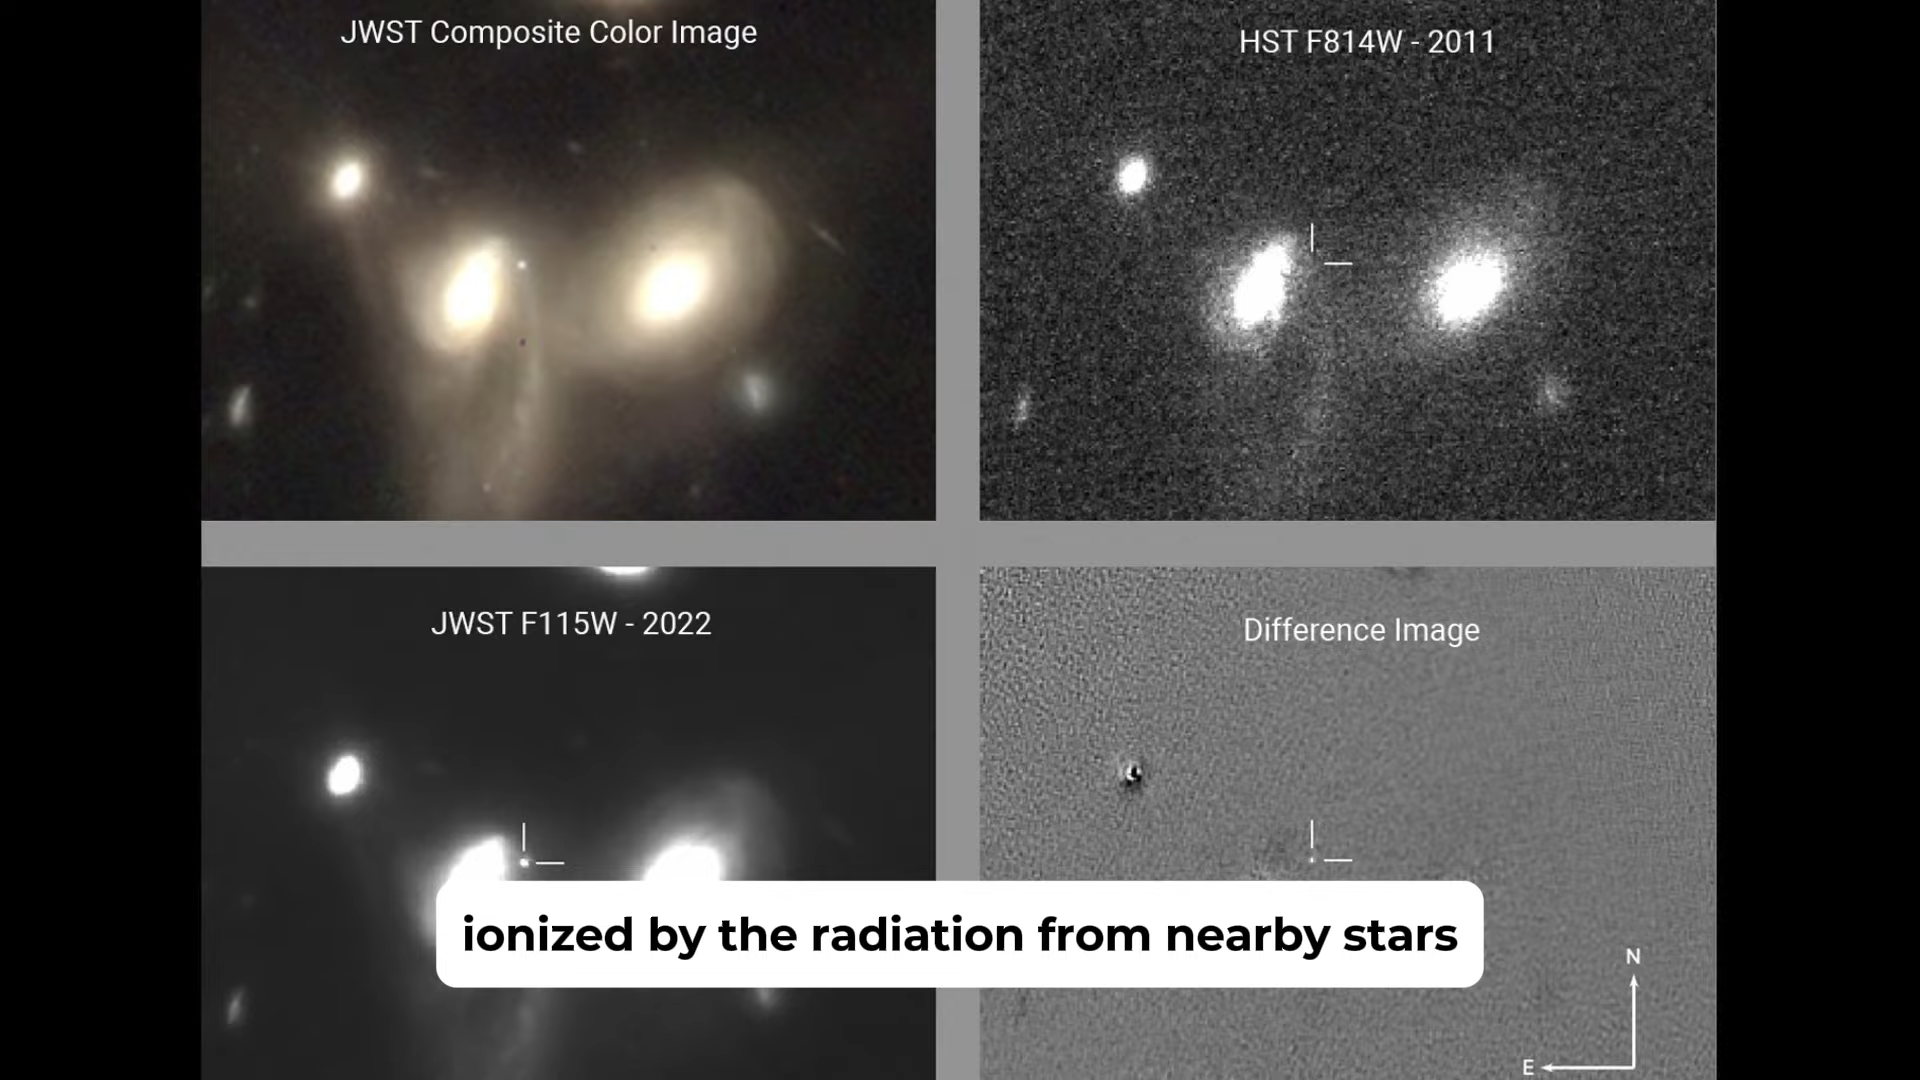 JWST Composite Color Image
HST F814W - 2011
JWST F115W - 2022
Difference Image
ionized by the radiation from nearby stars
N
E